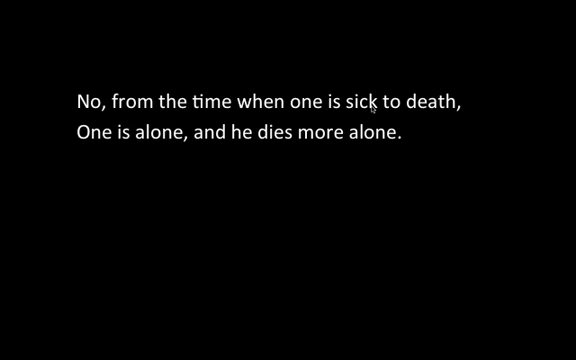 No, from the time when one is sick to death,
One is alone, and he dies more alone.